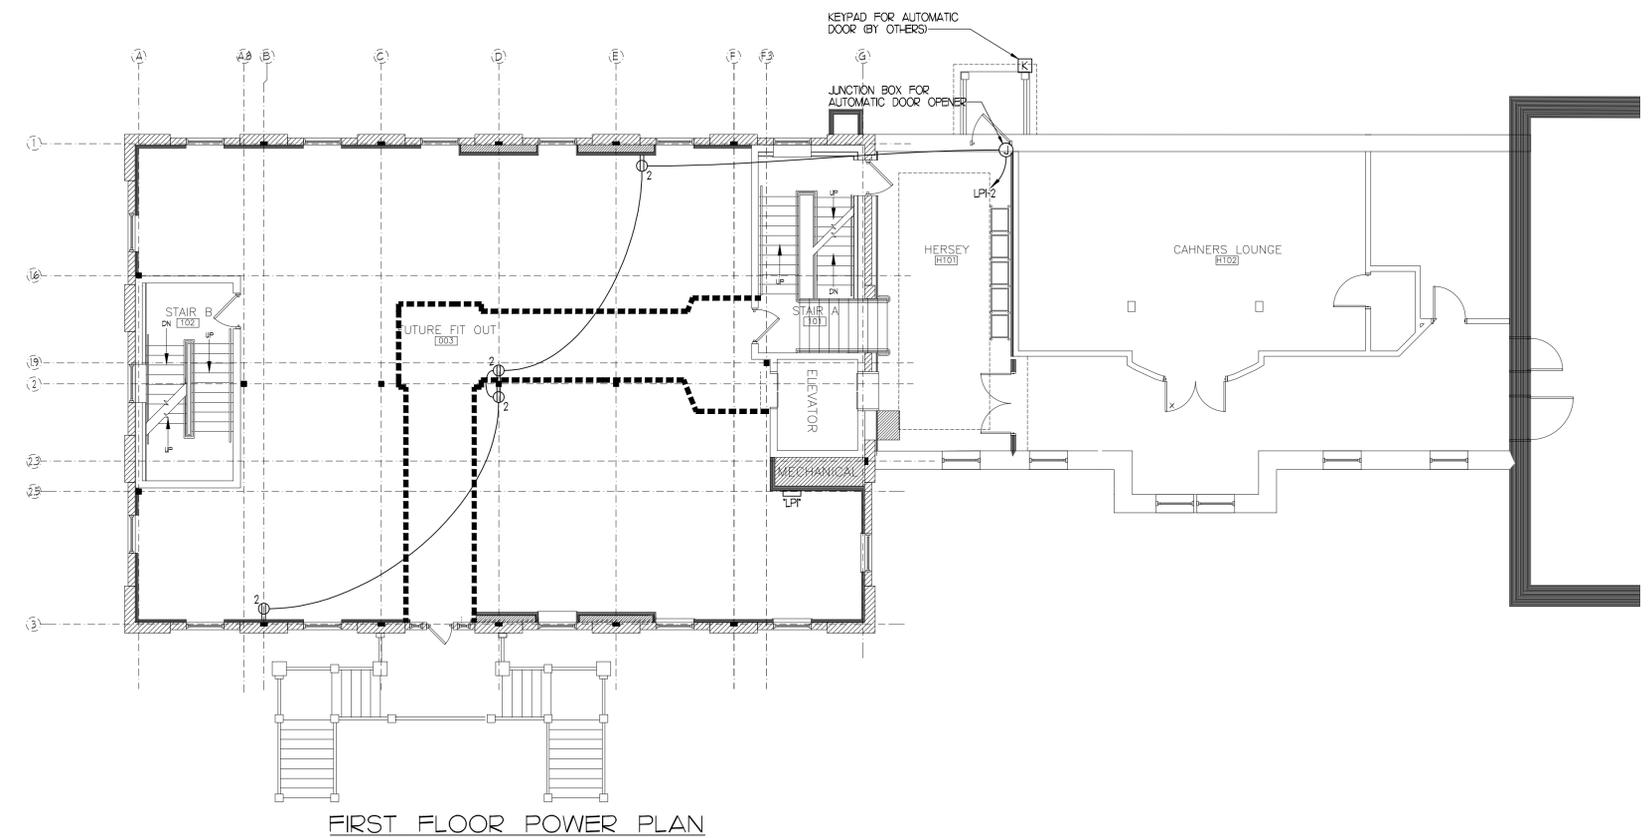 KEYPAD FOR AUTOMATIC
DOOR (BY OTHERS)
K
A
A.8
B
C
D
E
F
F.3
G
JUNCTION BOX FOR
AUTOMATIC DOOR OPENER
1
J
2
LP1-2
UP
HERSEY
H101
CAHNERS LOUNGE
H102
1.6
UP
DN
STAIR B
102
DN
UP
STAIR A
101
FUTURE FIT OUT
003
1.9
2
2
2
ELEVATOR
X
UP
2.3
MECHANICAL
2.5
"LP1"
2
3
FIRST FLOOR POWER PLAN